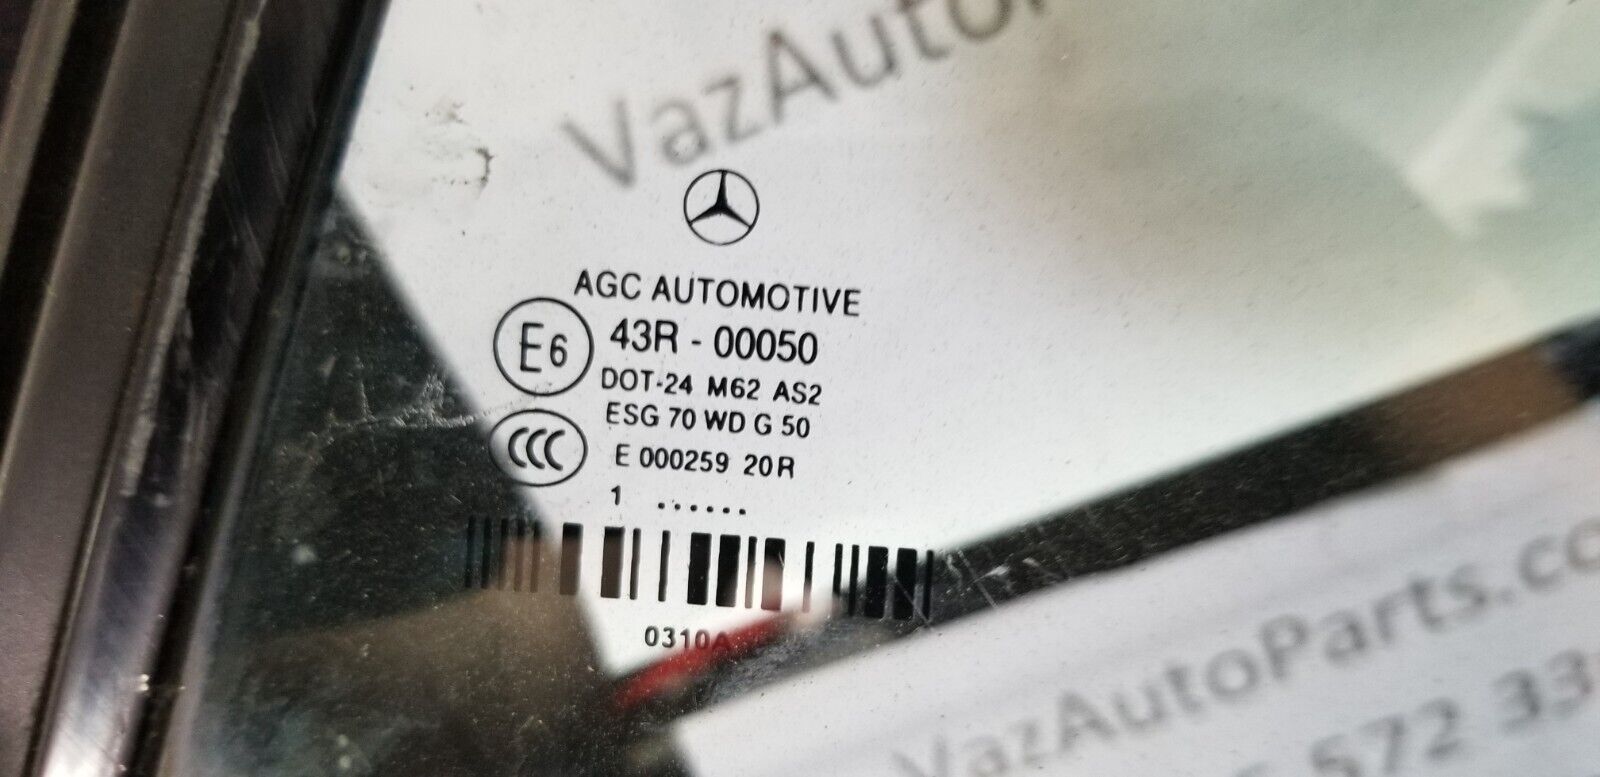 VazAuto
AGC AUTOMOTIVE
E6
43R - 00050
DOT-24 M62 AS2
ESG 70 WD G 50
CCC
E 000259 20R
1 ......
0310A
VazAutoParts.co
572 33